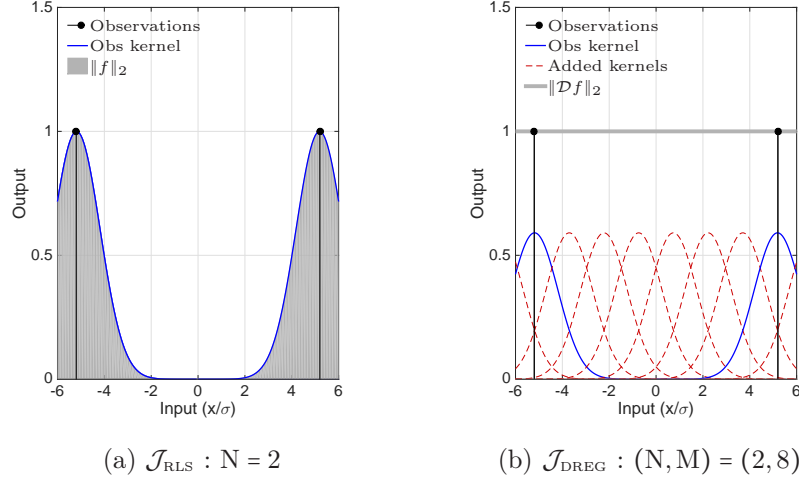 1.5
Observations
Obs kernel
‖f‖₂
1
Output
0.5
0
-6 -4 -2 0 2 4 6
Input (x/σ)
(a) 𝒥RLS : N = 2
1.5
Observations
Obs kernel
Added kernels
‖𝒟f‖₂
1
Output
0.5
0
-6 -4 -2 0 2 4 6
Input (x/σ)
(b) 𝒥DREG : (N, M) = (2, 8)